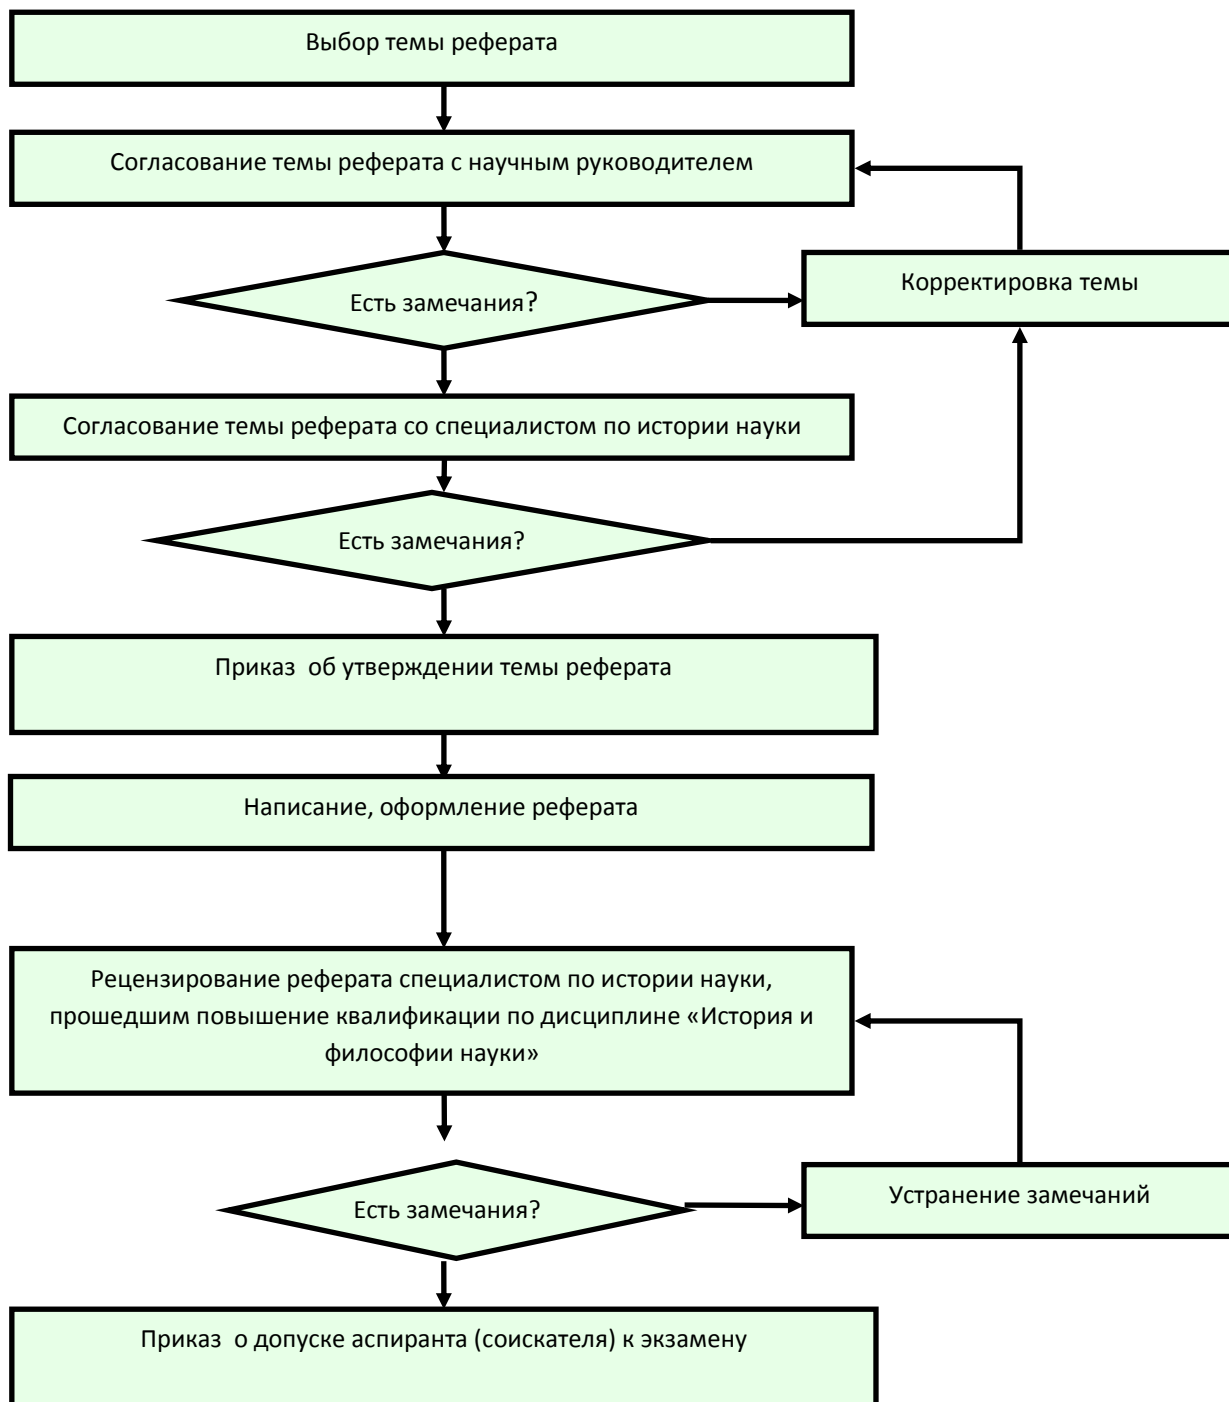 Выбор темы реферата
Согласование темы реферата с научным руководителем
Есть замечания?
Корректировка темы
Согласование темы реферата со специалистом по истории науки
Есть замечания?
Приказ  об утверждении темы реферата
Написание, оформление реферата
Рецензирование реферата специалистом по истории науки,
прошедшим повышение квалификации по дисциплине «История и
философии науки»
Есть замечания?
Устранение замечаний
Приказ  о допуске аспиранта (соискателя) к экзамену